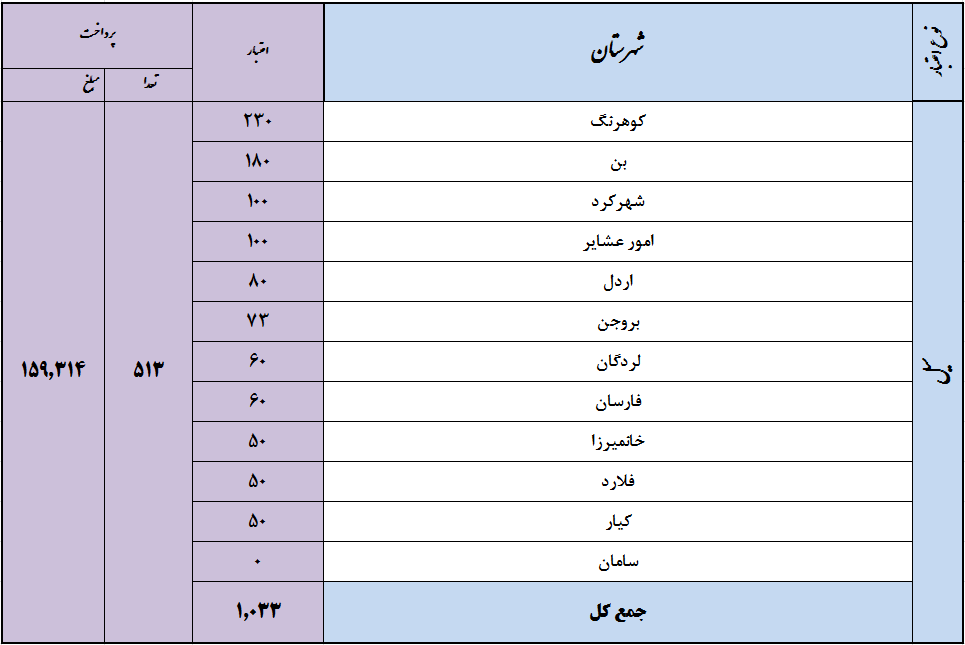 نوع اعتبار
شهرستان
اعتبار
پرداخت
تعدا
مبلغ
سیل
کوهرنگ ۲۳۰
بن ۱۸۰
شهرکرد ۱۰۰
امور عشایر ۱۰۰
اردل ۸۰
بروجن ۷۳
لردگان ۶۰
فارسان ۶۰
خانمیرزا ۵۰
فلارد ۵۰
کیار ۵۰
سامان ۰
جمع کل ۱,۰۳۳
۵۱۳
۱۵۹,۳۱۴